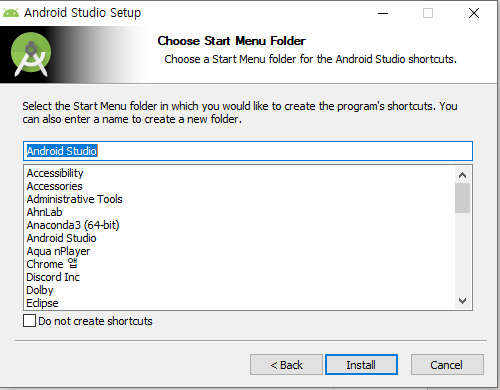 Android Studio Setup
Choose Start Menu Folder
Choose a Start Menu folder for the Android Studio shortcuts.
Select the Start Menu folder in which you would like to create the program's shortcuts. You
can also enter a name to create a new folder.
Android Studio
Accessibility
Accessories
Administrative Tools
AhnLab
Anaconda3 (64-bit)
Android Studio
Aqua nPlayer
Chrome 앱
Discord Inc
Dolby
Eclipse
Do not create shortcuts
< Back
Install
Cancel